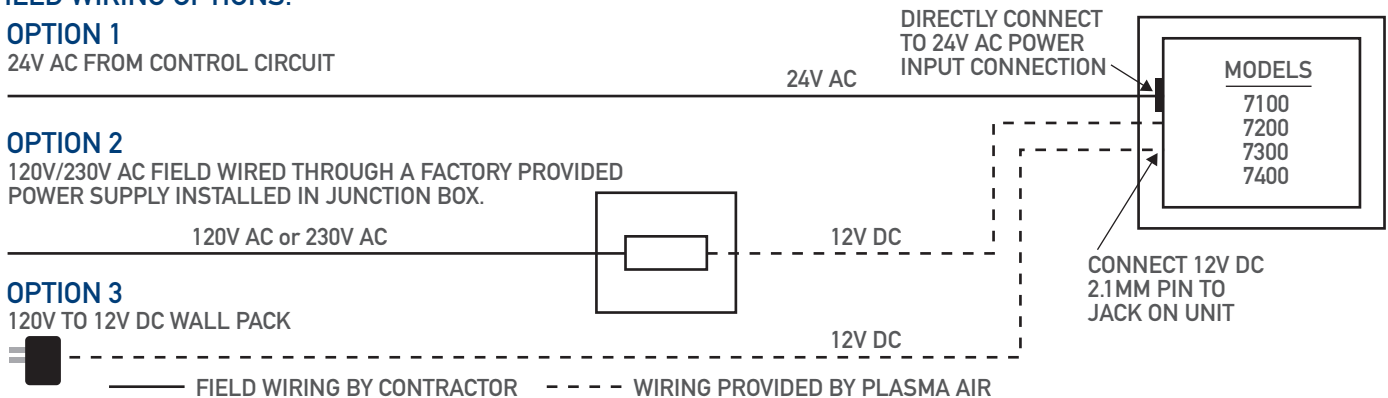 OPTION 1
24V AC FROM CONTROL CIRCUIT
24V AC
DIRECTLY CONNECT
TO 24V AC POWER
INPUT CONNECTION
MODELS
7100
7200
7300
7400
OPTION 2
120V/230V AC FIELD WIRED THROUGH A FACTORY PROVIDED
POWER SUPPLY INSTALLED IN JUNCTION BOX.
120V AC or 230V AC
12V DC
CONNECT 12V DC
2.1MM PIN TO
JACK ON UNIT
OPTION 3
120V TO 12V DC WALL PACK
12V DC
FIELD WIRING BY CONTRACTOR
WIRING PROVIDED BY PLASMA AIR